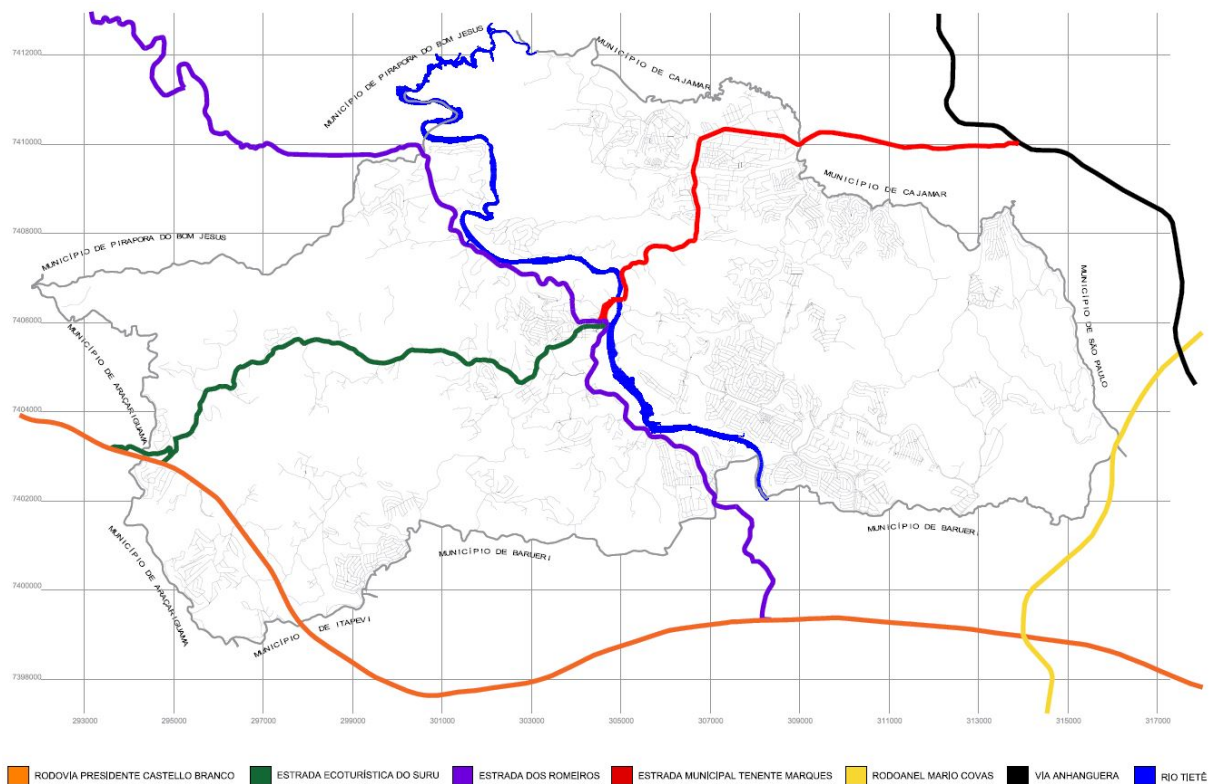 MUNICÍPIO DE PIRAPORA DO BOM JESUS
MUNICÍPIO DE CAJAMAR
7412000
7410000
MUNICÍPIO DE CAJAMAR
7408000
MUNICÍPIO DE PIRAPORA DO BOM JESUS
MUNICÍPIO DE SÃO PAULO
7406000
MUNICÍPIO DE ARAÇARIGUAMA
7404000
7402000
MUNICÍPIO DE ARAÇARIGUAMA
MUNICÍPIO DE BARUERI
MUNICÍPIO DE BARUERI
7400000
MUNICÍPIO DE ITAPEVI
7398000
293000 295000 297000 299000 301000 303000 305000 307000 309000 311000 313000 315000 317000
RODOVIA PRESIDENTE CASTELLO BRANCO ESTRADA ECOTURÍSTICA DO SURU ESTRADA DOS ROMEIROS ESTRADA MUNICIPAL TENENTE MARQUES RODOANEL MARIO COVAS VIA ANHANGUERA RIO TIETÊ